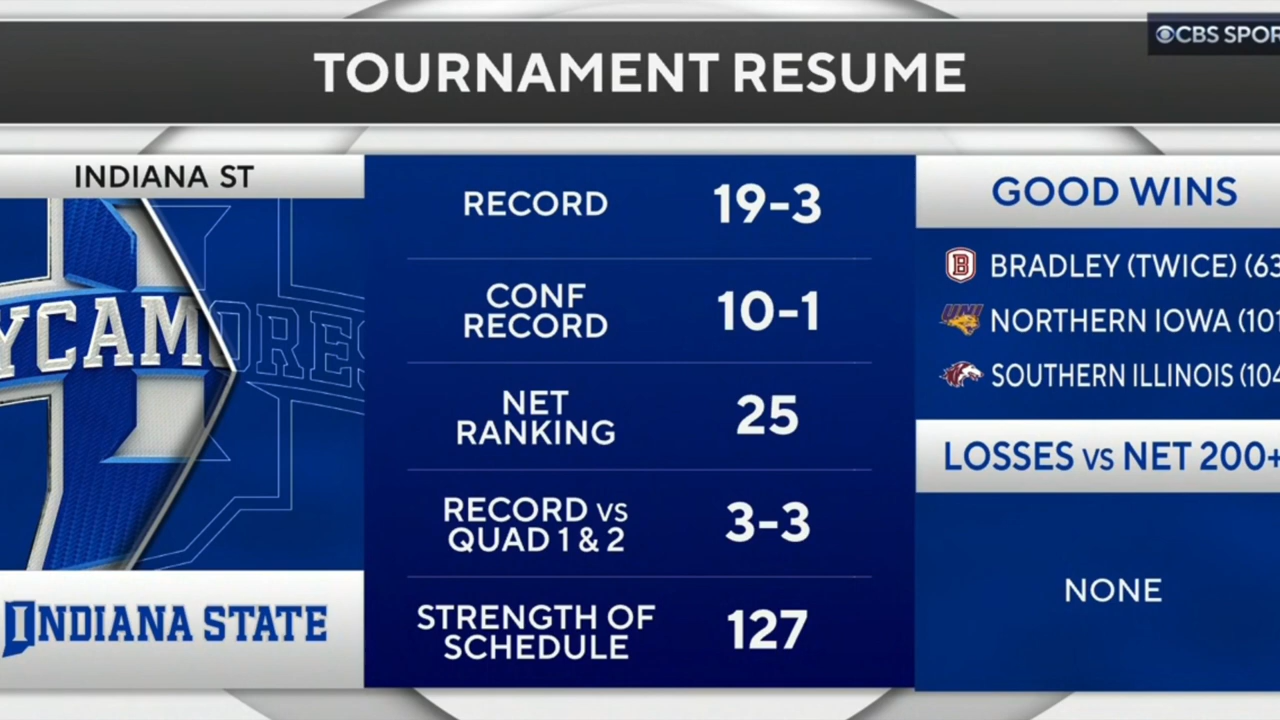 CBS SPOR
TOURNAMENT RESUME
INDIANA ST
YCAMORES
INDIANA STATE
RECORD 19-3
CONF
RECORD 10-1
NET
RANKING 25
RECORD vs
QUAD 1 & 2 3-3
STRENGTH OF
SCHEDULE 127
GOOD WINS
B BRADLEY (TWICE) (63
UNI NORTHERN IOWA (101
SOUTHERN ILLINOIS (104
LOSSES vs NET 200+
NONE